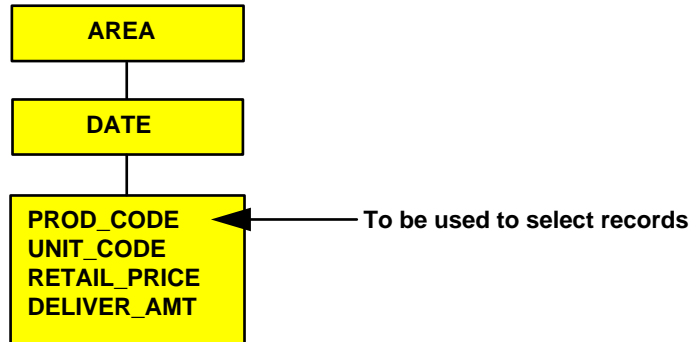 AREA
DATE
PROD_CODE
To be used to select records
UNIT_CODE
RETAIL_PRICE
DELIVER_AMT